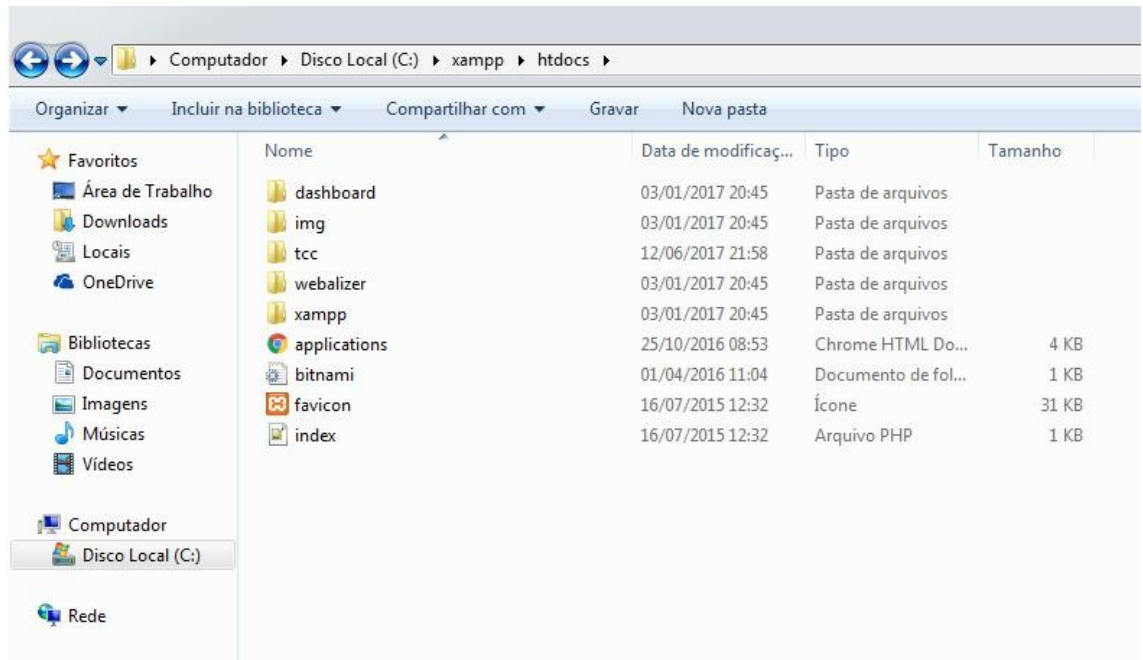 Computador Disco Local (C:) xampp htdocs
Organizar Incluir na biblioteca Compartilhar com Gravar Nova pasta
Favoritos
Área de Trabalho
Downloads
Locais
OneDrive
Bibliotecas
Documentos
Imagens
Músicas
Vídeos
Computador
Disco Local (C:)
Rede
Nome Data de modificaç... Tipo Tamanho
dashboard 03/01/2017 20:45 Pasta de arquivos
img 03/01/2017 20:45 Pasta de arquivos
tcc 12/06/2017 21:58 Pasta de arquivos
webalizer 03/01/2017 20:45 Pasta de arquivos
xampp 03/01/2017 20:45 Pasta de arquivos
applications 25/10/2016 08:53 Chrome HTML Do... 4 KB
bitnami 01/04/2016 11:04 Documento de fol... 1 KB
favicon 16/07/2015 12:32 Ícone 31 KB
index 16/07/2015 12:32 Arquivo PHP 1 KB